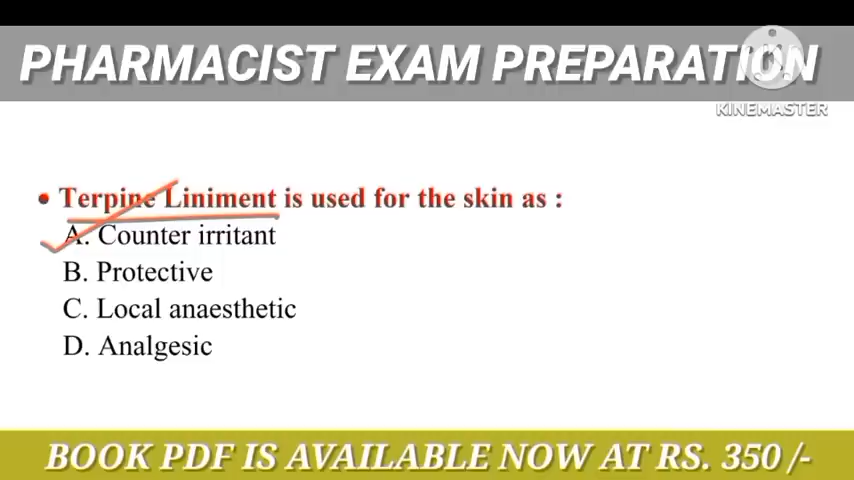 PHARMACIST EXAM PREPARATION
KINEMASTER
• Terpine Liniment is used for the skin as :
A. Counter irritant
B. Protective
C. Local anaesthetic
D. Analgesic
BOOK PDF IS AVAILABLE NOW AT RS. 350 /-